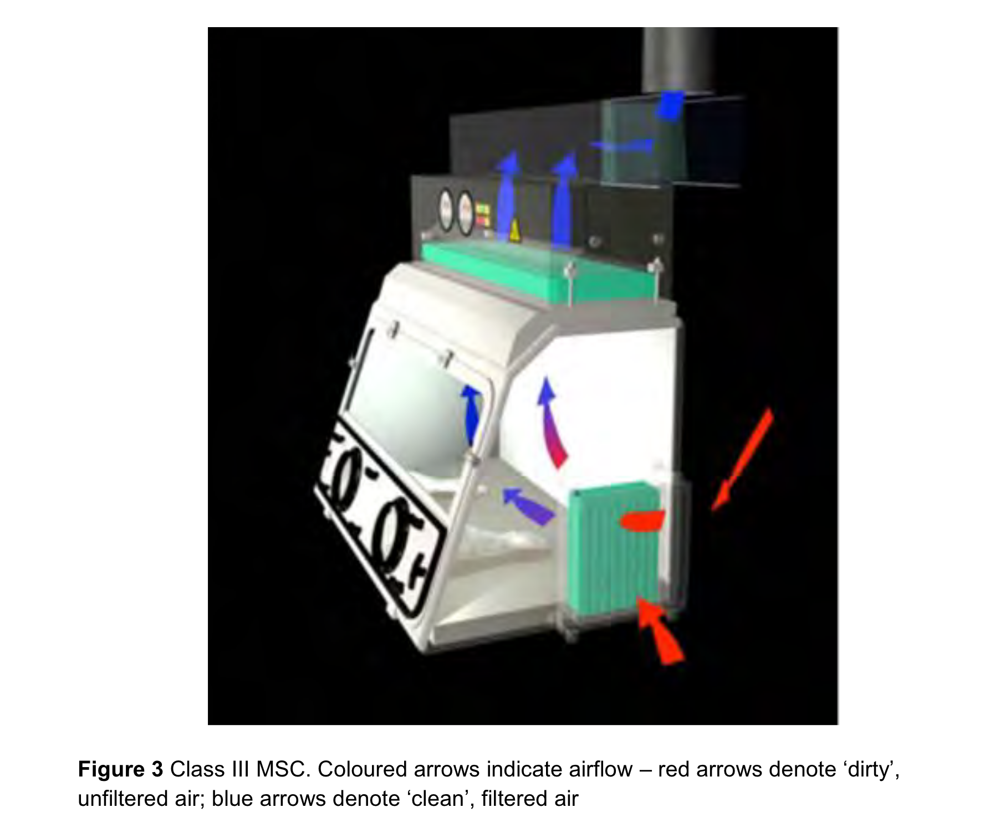 Figure 3 Class III MSC. Coloured arrows indicate airflow – red arrows denote ‘dirty’,
unfiltered air; blue arrows denote ‘clean’, filtered air